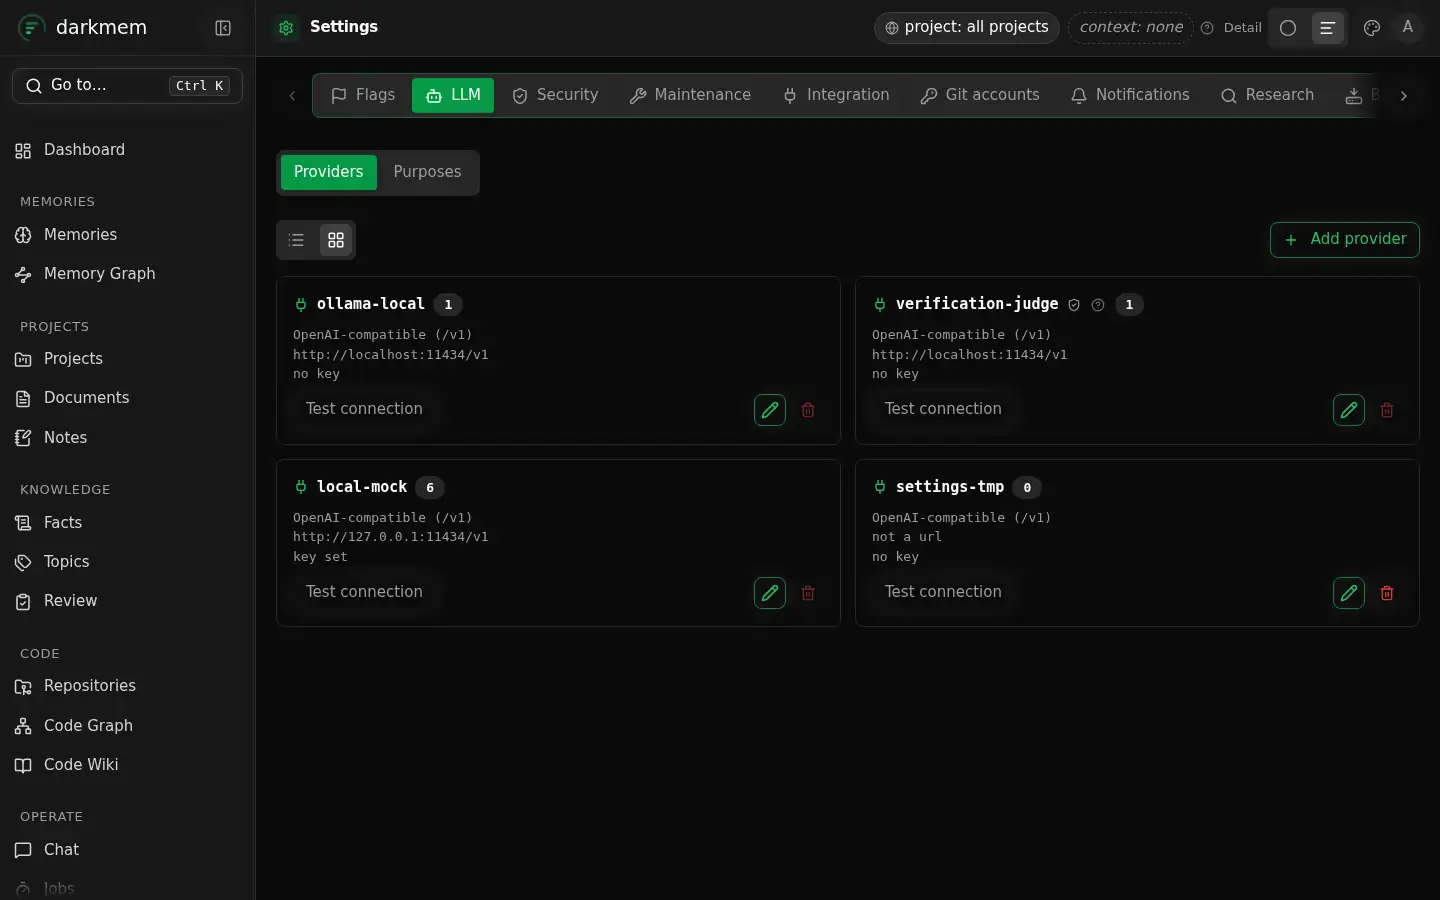 darkmem
Go to...
Ctrl K
Dashboard
MEMORIES
Memories
Memory Graph
PROJECTS
Projects
Documents
Notes
KNOWLEDGE
Facts
Topics
Review
CODE
Repositories
Code Graph
Code Wiki
OPERATE
Chat
Jobs
Settings
project: all projects
context: none
Detail
A
Flags
LLM
Security
Maintenance
Integration
Git accounts
Notifications
Research
B
Providers
Purposes
Add provider
ollama-local 1
OpenAI-compatible (/v1)
http://localhost:11434/v1
no key
Test connection
verification-judge 1
OpenAI-compatible (/v1)
http://localhost:11434/v1
no key
Test connection
local-mock 6
OpenAI-compatible (/v1)
http://127.0.0.1:11434/v1
key set
Test connection
settings-tmp 0
OpenAI-compatible (/v1)
not a url
no key
Test connection